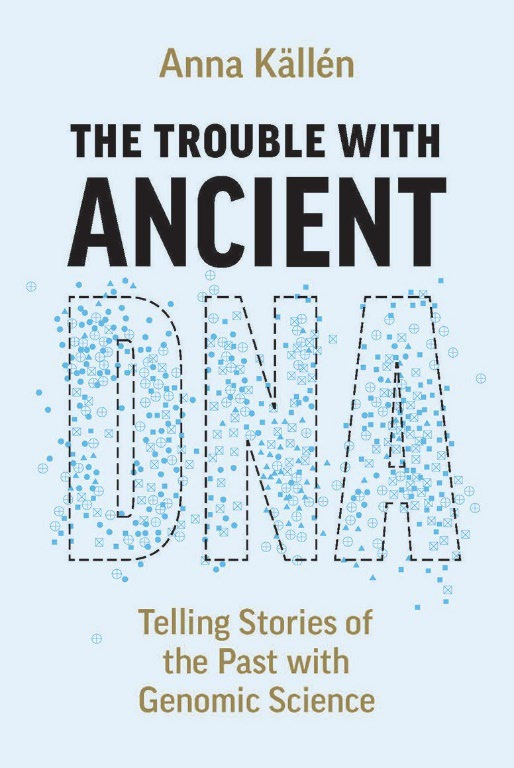 Anna Källén
THE TROUBLE WITH
ANCIENT
DNA
Telling Stories of
the Past with
Genomic Science